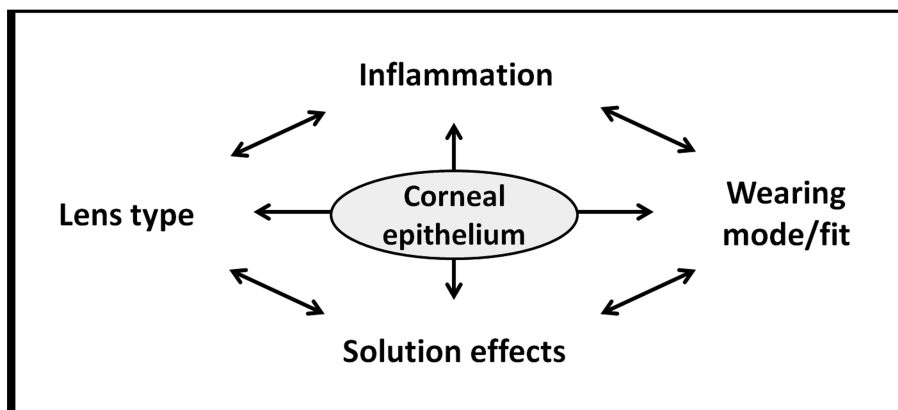 Inflammation
Lens type
Corneal
epithelium
Wearing
mode/fit
Solution effects